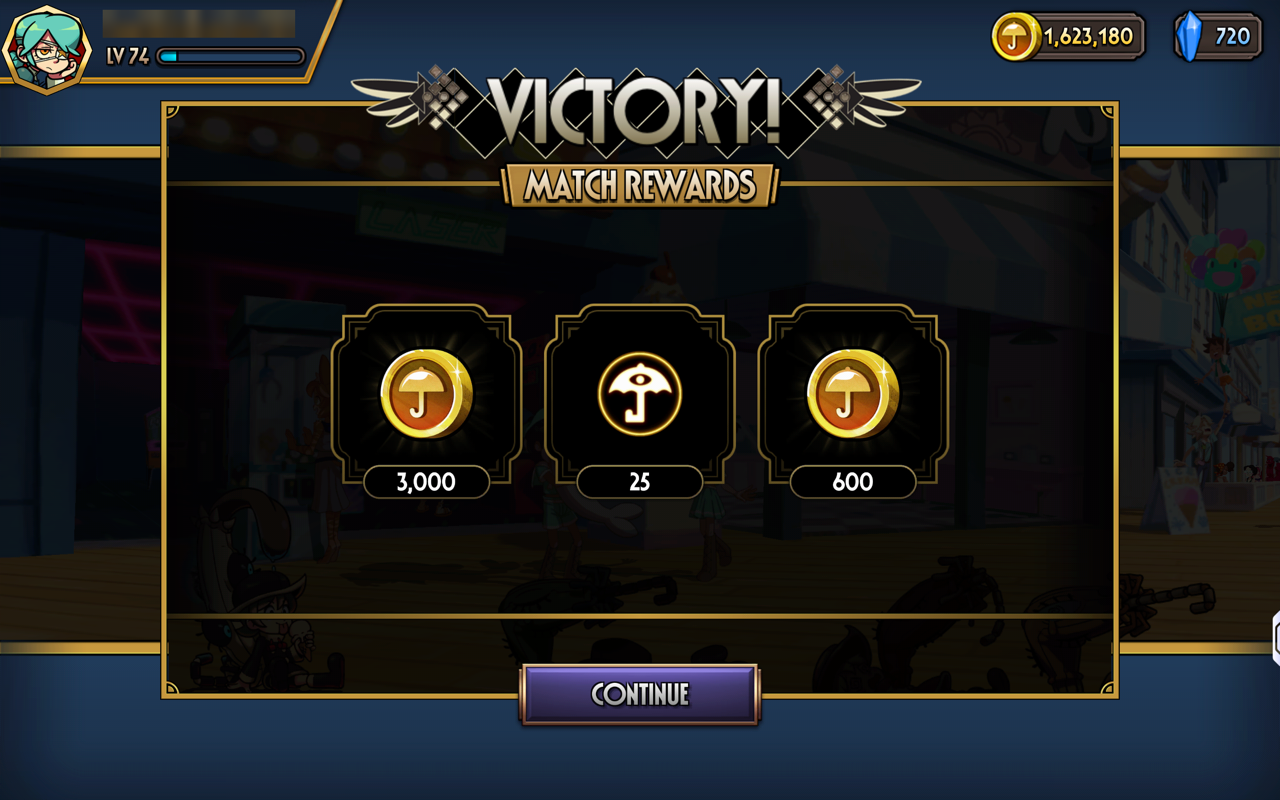 LV 74
1,623,180
720
VICTORY!
MATCH REWARDS
3,000
25
600
CONTINUE